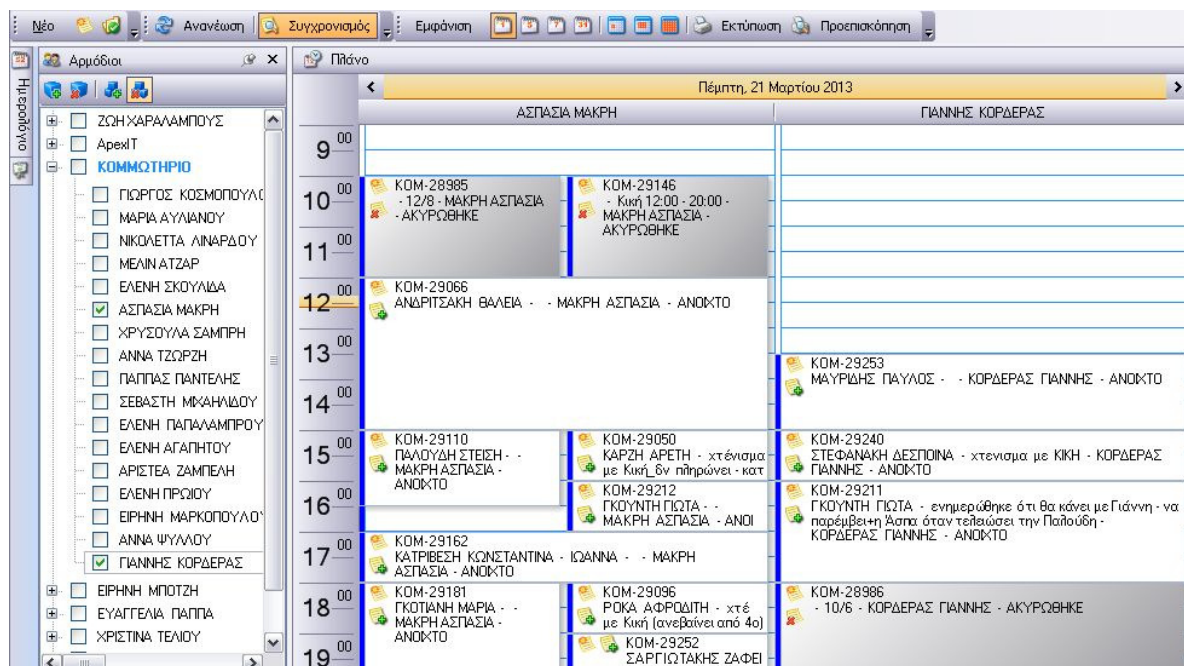 Νέο Ανανέωση Συγχρονισμός Εμφάνιση 1 5 7 31 Εκτύπωση Προεπισκόπηση
Ημερολόγιο
Αρμόδιοι
ΖΩΗ ΧΑΡΑΛΑΜΠΟΥΣ
ApexIT
ΚΟΜΜΩΤΗΡΙΟ
ΓΙΩΡΓΟΣ ΚΟΣΜΟΠΟΥΛΟ
ΜΑΡΙΑ ΑΥΛΙΑΝΟΥ
ΝΙΚΟΛΕΤΤΑ ΛΙΝΑΡΔΟΥ
ΜΕΛΙΝ ΑΤΖΑΡ
ΕΛΕΝΗ ΣΚΟΥΛΙΔΑ
ΑΣΠΑΣΙΑ ΜΑΚΡΗ
ΧΡΥΣΟΥΛΑ ΣΑΜΠΡΗ
ΑΝΝΑ ΤΖΩΡΖΗ
ΠΑΠΠΑΣ ΠΑΝΤΕΛΗΣ
ΣΕΒΑΣΤΗ ΜΙΧΑΗΛΙΔΟΥ
ΕΛΕΝΗ ΠΑΠΑΛΑΜΠΡΟΥ
ΕΛΕΝΗ ΑΓΑΠΗΤΟΥ
ΑΡΙΣΤΕΑ ΖΑΜΠΕΛΗ
ΕΛΕΝΗ ΠΡΩΙΟΥ
ΕΙΡΗΝΗ ΜΑΡΚΟΠΟΥΛΟΥ
ΑΝΝΑ ΨΥΛΛΟΥ
ΓΙΑΝΝΗΣ ΚΟΡΔΕΡΑΣ
ΕΙΡΗΝΗ ΜΠΟΤΖΗ
ΕΥΑΓΓΕΛΙΑ ΠΑΠΠΑ
ΧΡΙΣΤΙΝΑ ΤΕΛΙΟΥ
Πλάνο
Πέμπτη, 21 Μαρτίου 2013
ΑΣΠΑΣΙΑ ΜΑΚΡΗ
ΓΙΑΝΝΗΣ ΚΟΡΔΕΡΑΣ
9 00
10 00
11 00
12 00
13 00
14 00
15 00
16 00
17 00
18 00
19 00
ΚΟΜ-28985
- 12/8 - ΜΑΚΡΗ ΑΣΠΑΣΙΑ
- ΑΚΥΡΩΘΗΚΕ
ΚΟΜ-29146
- Κική 12:00 - 20:00 -
ΜΑΚΡΗ ΑΣΠΑΣΙΑ -
ΑΚΥΡΩΘΗΚΕ
ΚΟΜ-29066
ΑΝΔΡΙΤΣΑΚΗ ΘΑΛΕΙΑ - - ΜΑΚΡΗ ΑΣΠΑΣΙΑ - ΑΝΟΙΧΤΟ
ΚΟΜ-29110
ΠΑΛΟΥΔΗ ΣΤΕΙΣΗ - -
ΜΑΚΡΗ ΑΣΠΑΣΙΑ -
ΑΝΟΙΧΤΟ
ΚΟΜ-29050
ΚΑΡΖΗ ΑΡΕΤΗ - χτένισμα
με Κική_δν πληρώνει - κατ
ΚΟΜ-29212
ΓΚΟΥΝΤΗ ΓΙΩΤΑ - -
ΜΑΚΡΗ ΑΣΠΑΣΙΑ - ΑΝΟΙ
ΚΟΜ-29162
ΚΑΤΡΙΒΕΣΗ ΚΩΝΣΤΑΝΤΙΝΑ - ΙΩΑΝΝΑ - - ΜΑΚΡΗ
ΑΣΠΑΣΙΑ - ΑΝΟΙΧΤΟ
ΚΟΜ-29181
ΓΚΟΤΙΑΝΗ ΜΑΡΙΑ - -
ΜΑΚΡΗ ΑΣΠΑΣΙΑ -
ΑΝΟΙΧΤΟ
ΚΟΜ-29096
ΡΟΚΑ ΑΦΡΟΔΙΤΗ - χτέ
με Κική (ανεβαίνει από 4ο)
ΚΟΜ-29252
ΣΑΡΓΙΩΤΑΚΗΣ ΖΑΦΕΙ
ΚΟΜ-29253
ΜΑΥΡΙΔΗΣ ΠΑΥΛΟΣ - - ΚΟΡΔΕΡΑΣ ΓΙΑΝΝΗΣ - ΑΝΟΙΧΤΟ
ΚΟΜ-29240
ΣΤΕΦΑΝΑΚΗ ΔΕΣΠΟΙΝΑ - χτενισμα με ΚΙΚΗ - ΚΟΡΔΕΡΑΣ
ΓΙΑΝΝΗΣ - ΑΝΟΙΧΤΟ
ΚΟΜ-29211
ΓΚΟΥΝΤΗ ΓΙΩΤΑ - ενημερώθηκε ότι θα κάνει με Γιάννη - να
παρέμβει+η Άσπα όταν τελειώσει την Παλούδη -
ΚΟΡΔΕΡΑΣ ΓΙΑΝΝΗΣ - ΑΝΟΙΧΤΟ
ΚΟΜ-28986
- 10/6 - ΚΟΡΔΕΡΑΣ ΓΙΑΝΝΗΣ - ΑΚΥΡΩΘΗΚΕ